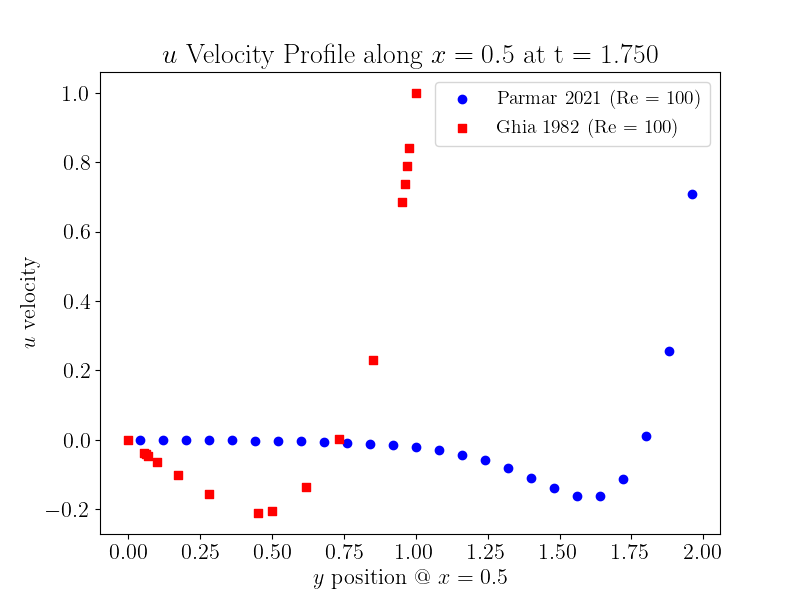 u Velocity Profile along x = 0.5 at t = 1.750
Parmar 2021 (Re = 100)
Ghia 1982 (Re = 100)
u velocity
1.0
0.8
0.6
0.4
0.2
0.0
−0.2
0.00 0.25 0.50 0.75 1.00 1.25 1.50 1.75 2.00
y position @ x = 0.5